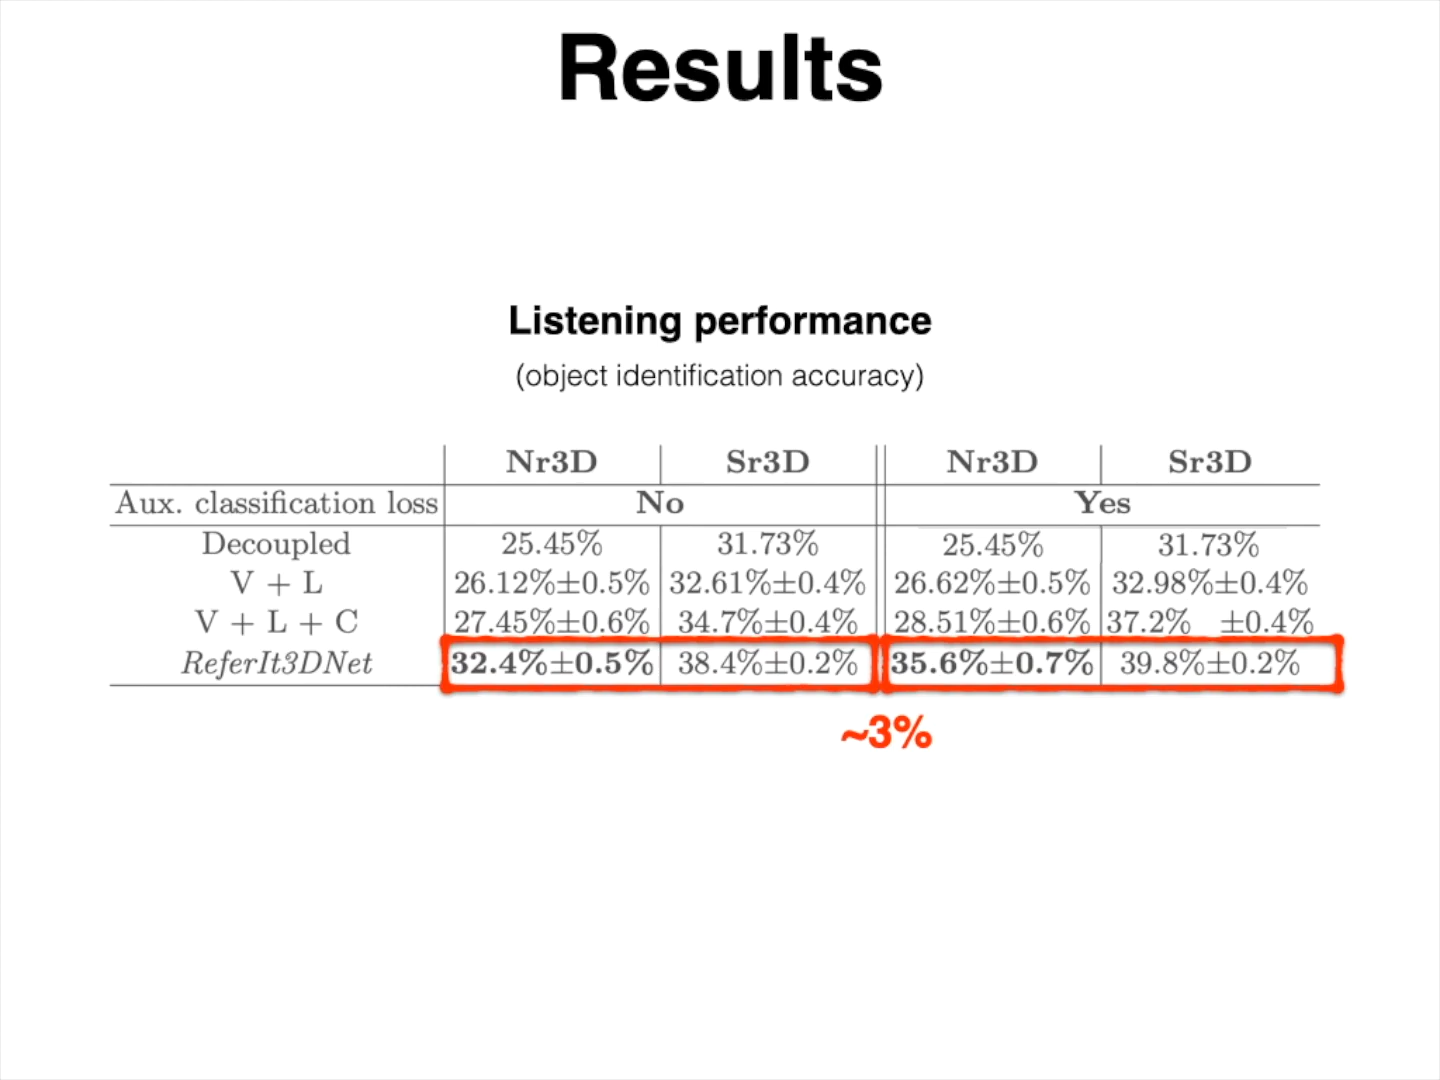 Results
Listening performance
(object identification accuracy)
Nr3D Sr3D Nr3D Sr3D
Aux. classification loss No Yes
Decoupled 25.45% 31.73% 25.45% 31.73%
V + L 26.12%±0.5% 32.61%±0.4% 26.62%±0.5% 32.98%±0.4%
V + L + C 27.45%±0.6% 34.7%±0.4% 28.51%±0.6% 37.2% ±0.4%
ReferIt3DNet 32.4%±0.5% 38.4%±0.2% 35.6%±0.7% 39.8%±0.2%
~3%